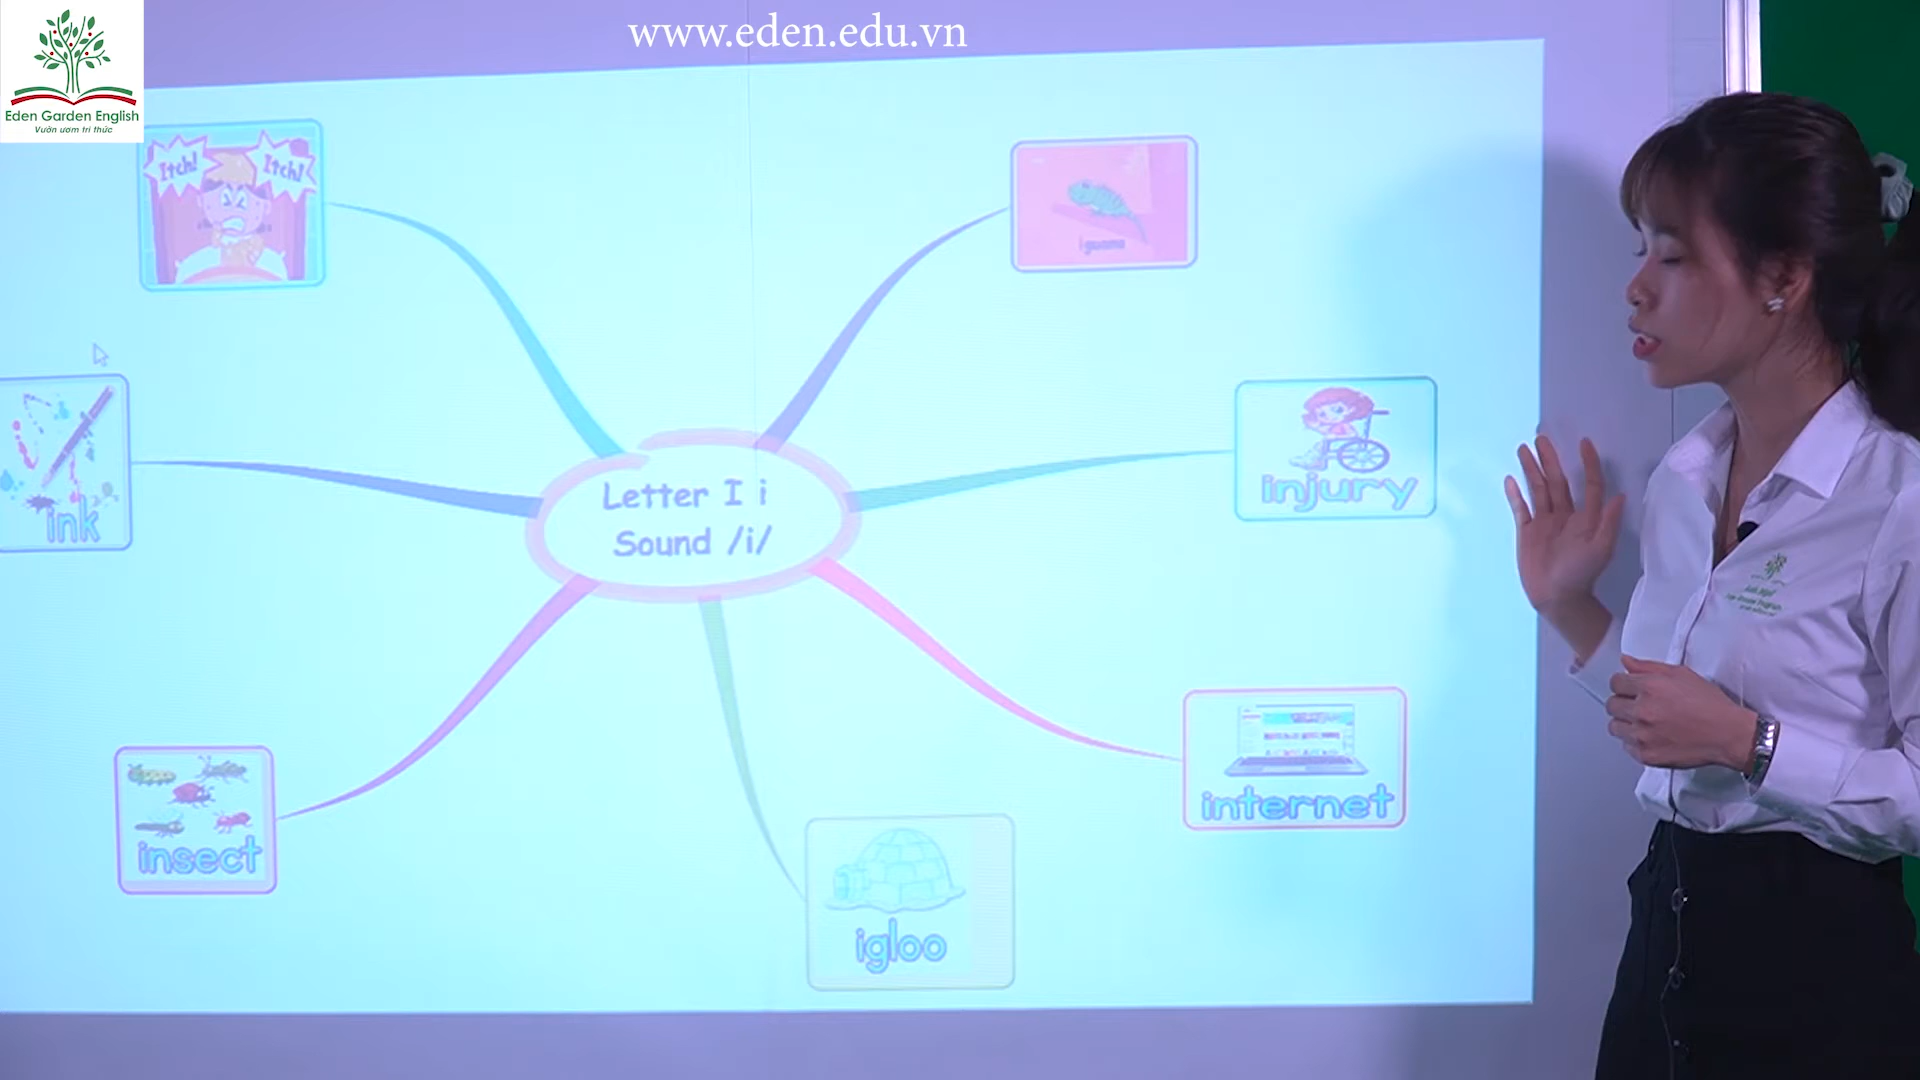 www.eden.edu.vn
Eden Garden English
Vườn ươm tri thức
Itch!
Itch!
iguana
ink
injury
Letter I i
Sound /i/
internet
insect
igloo